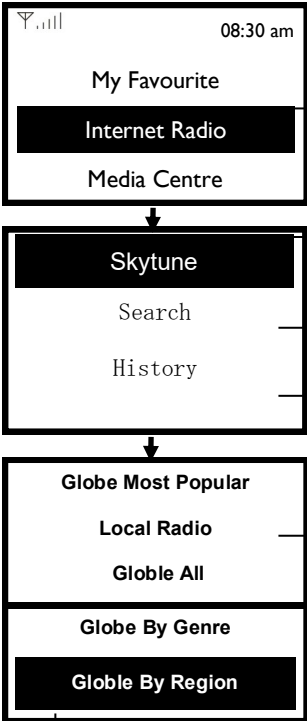 08:30 am
My Favourite
Internet Radio
Media Centre
Skytune
Search
History
Globe Most Popular
Local Radio
Globle All
Globe By Genre
Globle By Region